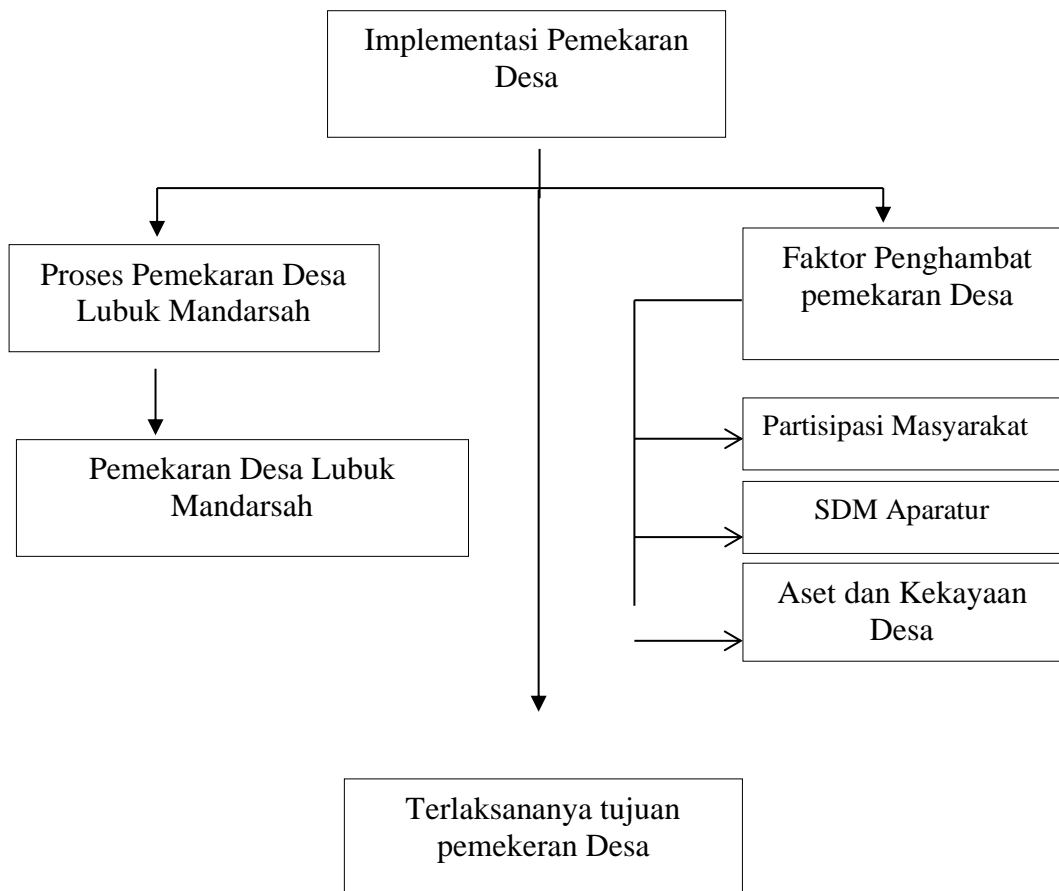 Implementasi Pemekaran
Desa
Proses Pemekaran Desa
Lubuk Mandarsah
Faktor Penghambat
pemekaran Desa
Pemekaran Desa Lubuk
Mandarsah
Partisipasi Masyarakat
SDM Aparatur
Aset dan Kekayaan
Desa
Terlaksananya tujuan
pemekeran Desa